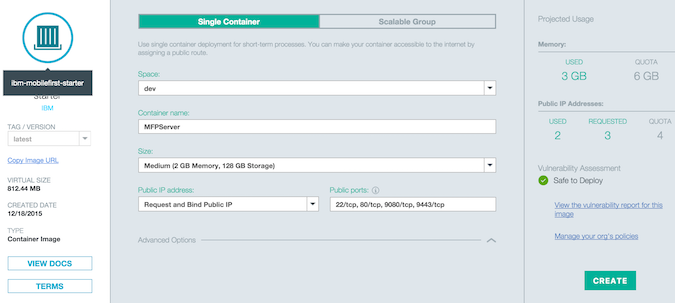 ibm-mobilefirst-starter
starter
IBM
TAG / VERSION
latest
Copy Image URL
VIRTUAL SIZE
812.44 MB
CREATED DATE
12/18/2015
TYPE
Container Image
VIEW DOCS
TERMS
Single Container
Scalable Group
Use single container deployment for short-term processes. You can make your container accessible to the internet by
assigning a public route.
Space:
dev
Container name:
MFPServer
Size:
Medium (2 GB Memory, 128 GB Storage)
Public IP address:
Public ports:
Request and Bind Public IP
22/tcp, 80/tcp, 9080/tcp, 9443/tcp
Advanced Options
Projected Usage
Memory:
USED
QUOTA
3 GB
6 GB
Public IP Addresses:
USED
REQUESTED
QUOTA
2
3
4
Vulnerability Assessment
Safe to Deploy
View the vulnerability report for this
image
Manage your org's policies
CREATE